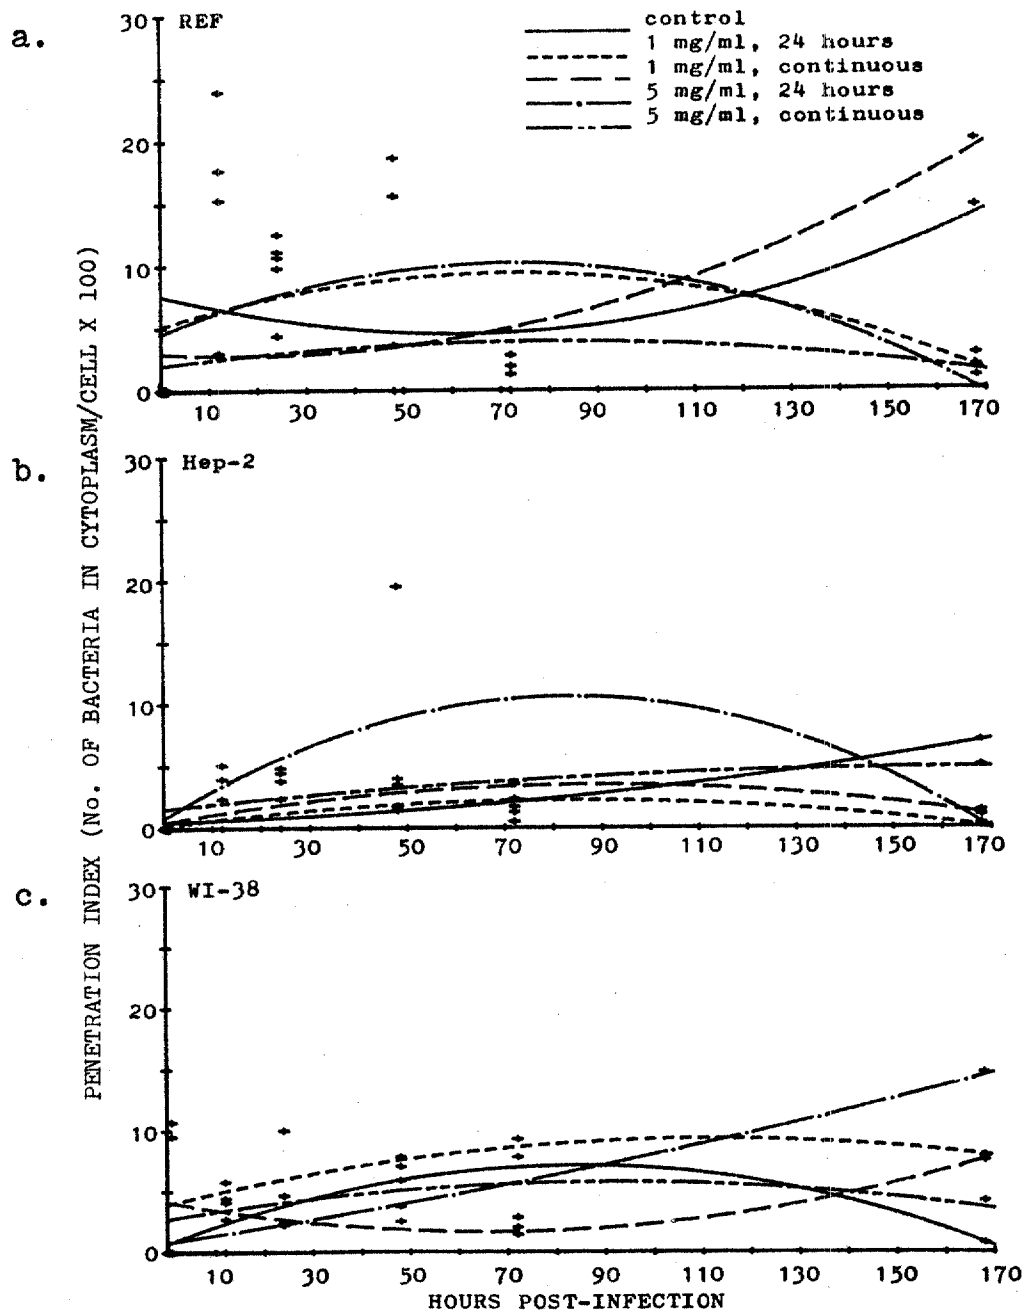 a.
30 REF
control
1 mg/ml, 24 hours
1 mg/ml, continuous
5 mg/ml, 24 hours
5 mg/ml, continuous
20
10
0
10 30 50 70 90 110 130 150 170
b.
30 Hep-2
20
10
0
10 30 50 70 90 110 130 150 170
c.
30 WI-38
20
10
0
10 30 50 70 90 110 130 150 170
HOURS POST-INFECTION
PENETRATION INDEX (No. OF BACTERIA IN CYTOPLASM/CELL X 100)